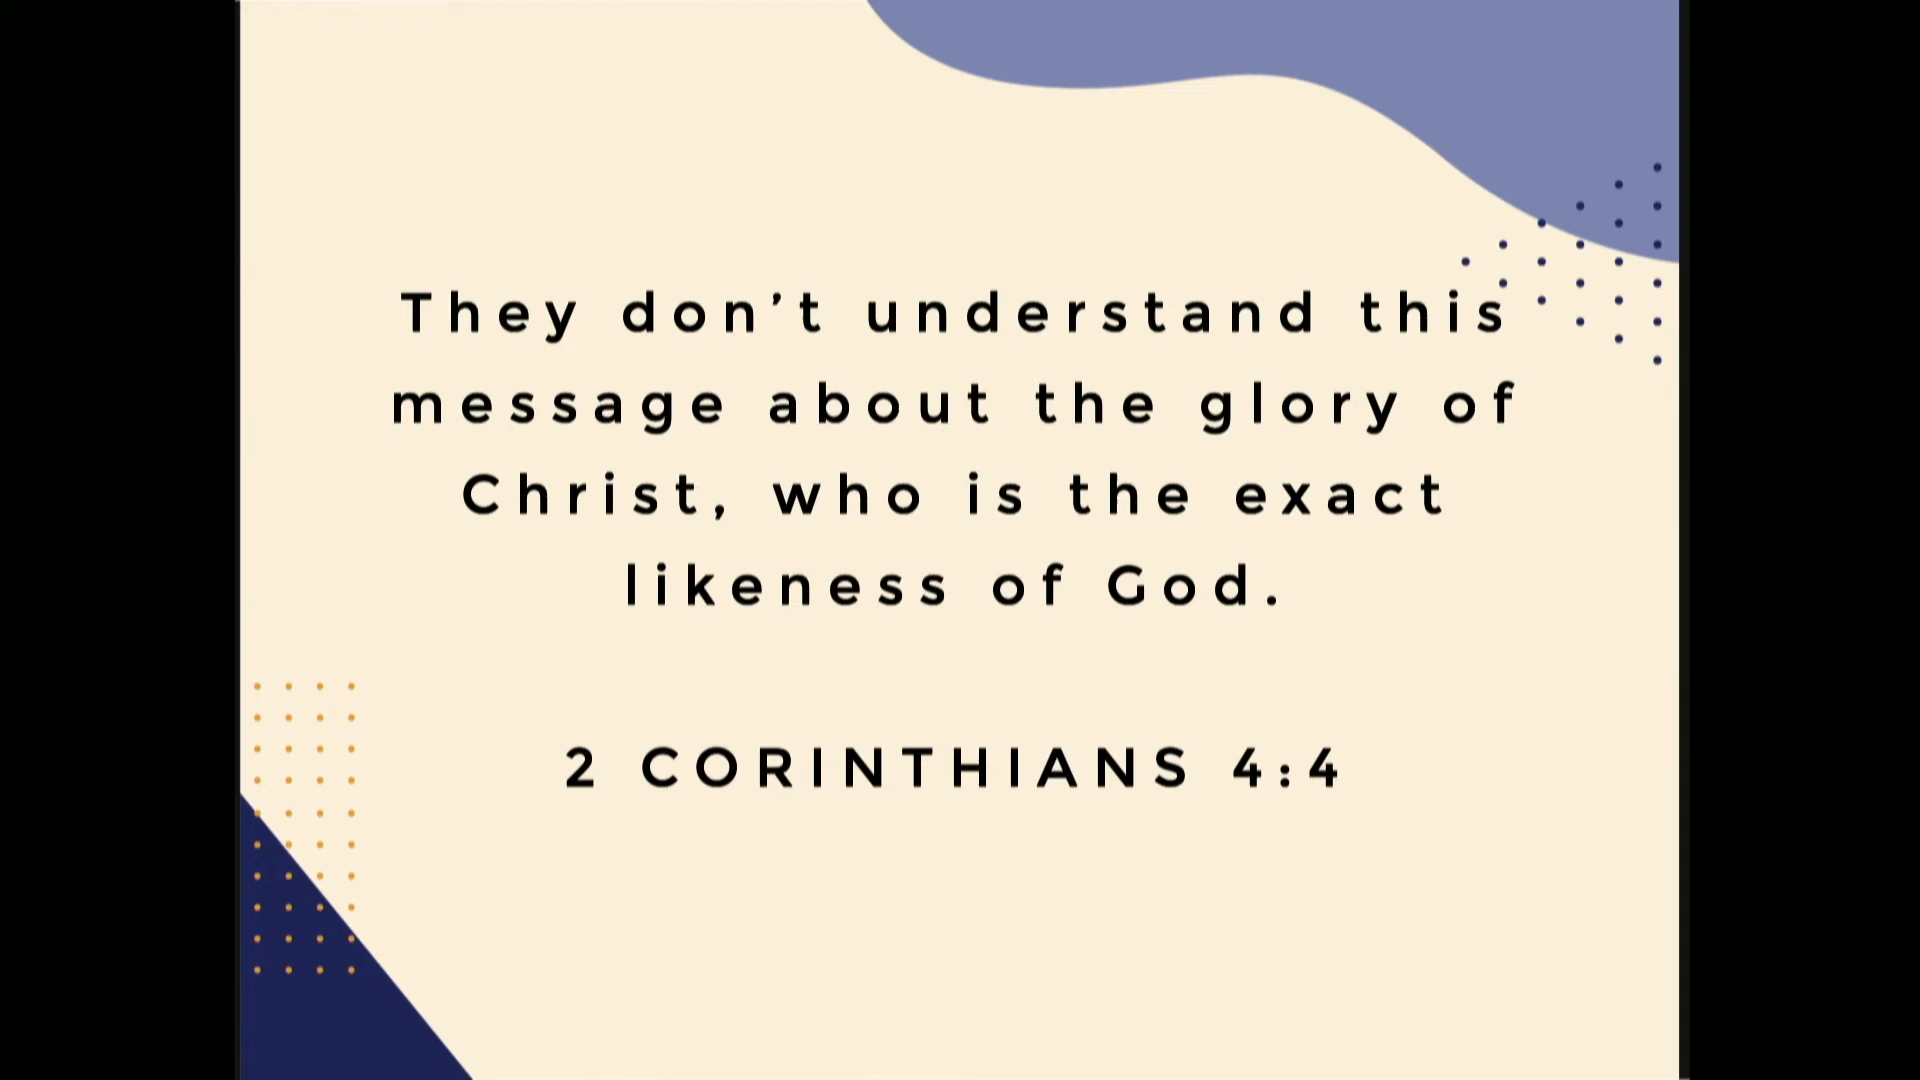 They don’t understand this
message about the glory of
Christ, who is the exact
likeness of God.
2 CORINTHIANS 4:4